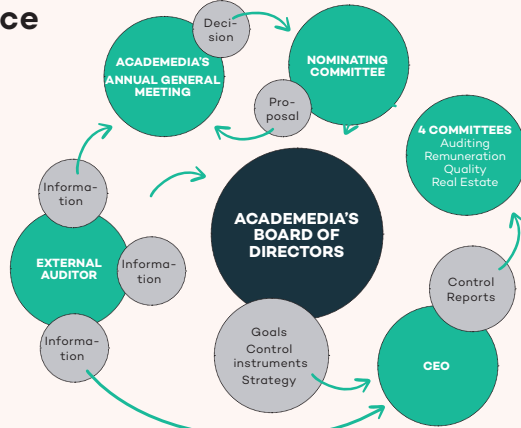 ce
Deci-
sion
ACADEMEDIA'S
ANNUAL GENERAL
MEETING
NOMINATING
COMMITTEE
Pro-
posal
4 COMMITTEES
Auditing
Remuneration
Quality
Real Estate
Informa-
tion
ACADEMEDIA'S
BOARD OF
DIRECTORS
EXTERNAL
AUDITOR
Informa-
tion
Control
Reports
Informa-
tion
Goals
Control
instruments
Strategy
CEO